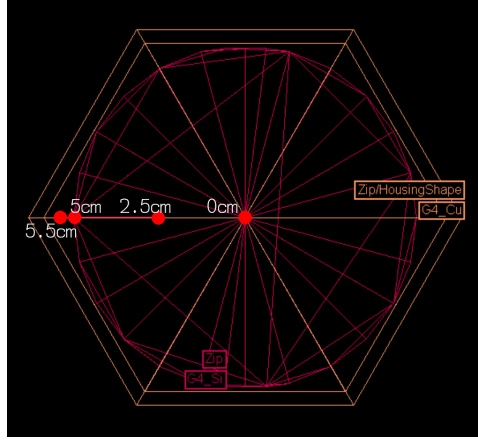 Zip/HousingShape
G4_Cu
5cm 2.5cm 0cm
5.5cm
Zip
G4_Si